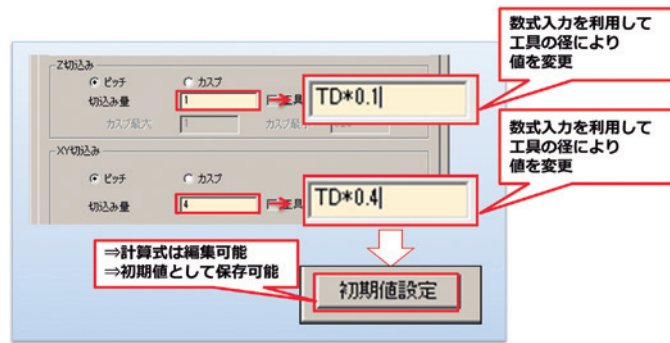 数式入力を利用して
工具の径により
値を変更
Z切込み
ピッチ
カスプ
切込み量
1
工具
TD*0.1
カスプ最大
1
数式入力を利用して
工具の径により
値を変更
XY切込み
ピッチ
カスプ
切込み量
4
工具
TD*0.4
⇒計算式は編集可能
⇒初期値として保存可能
初期値設定